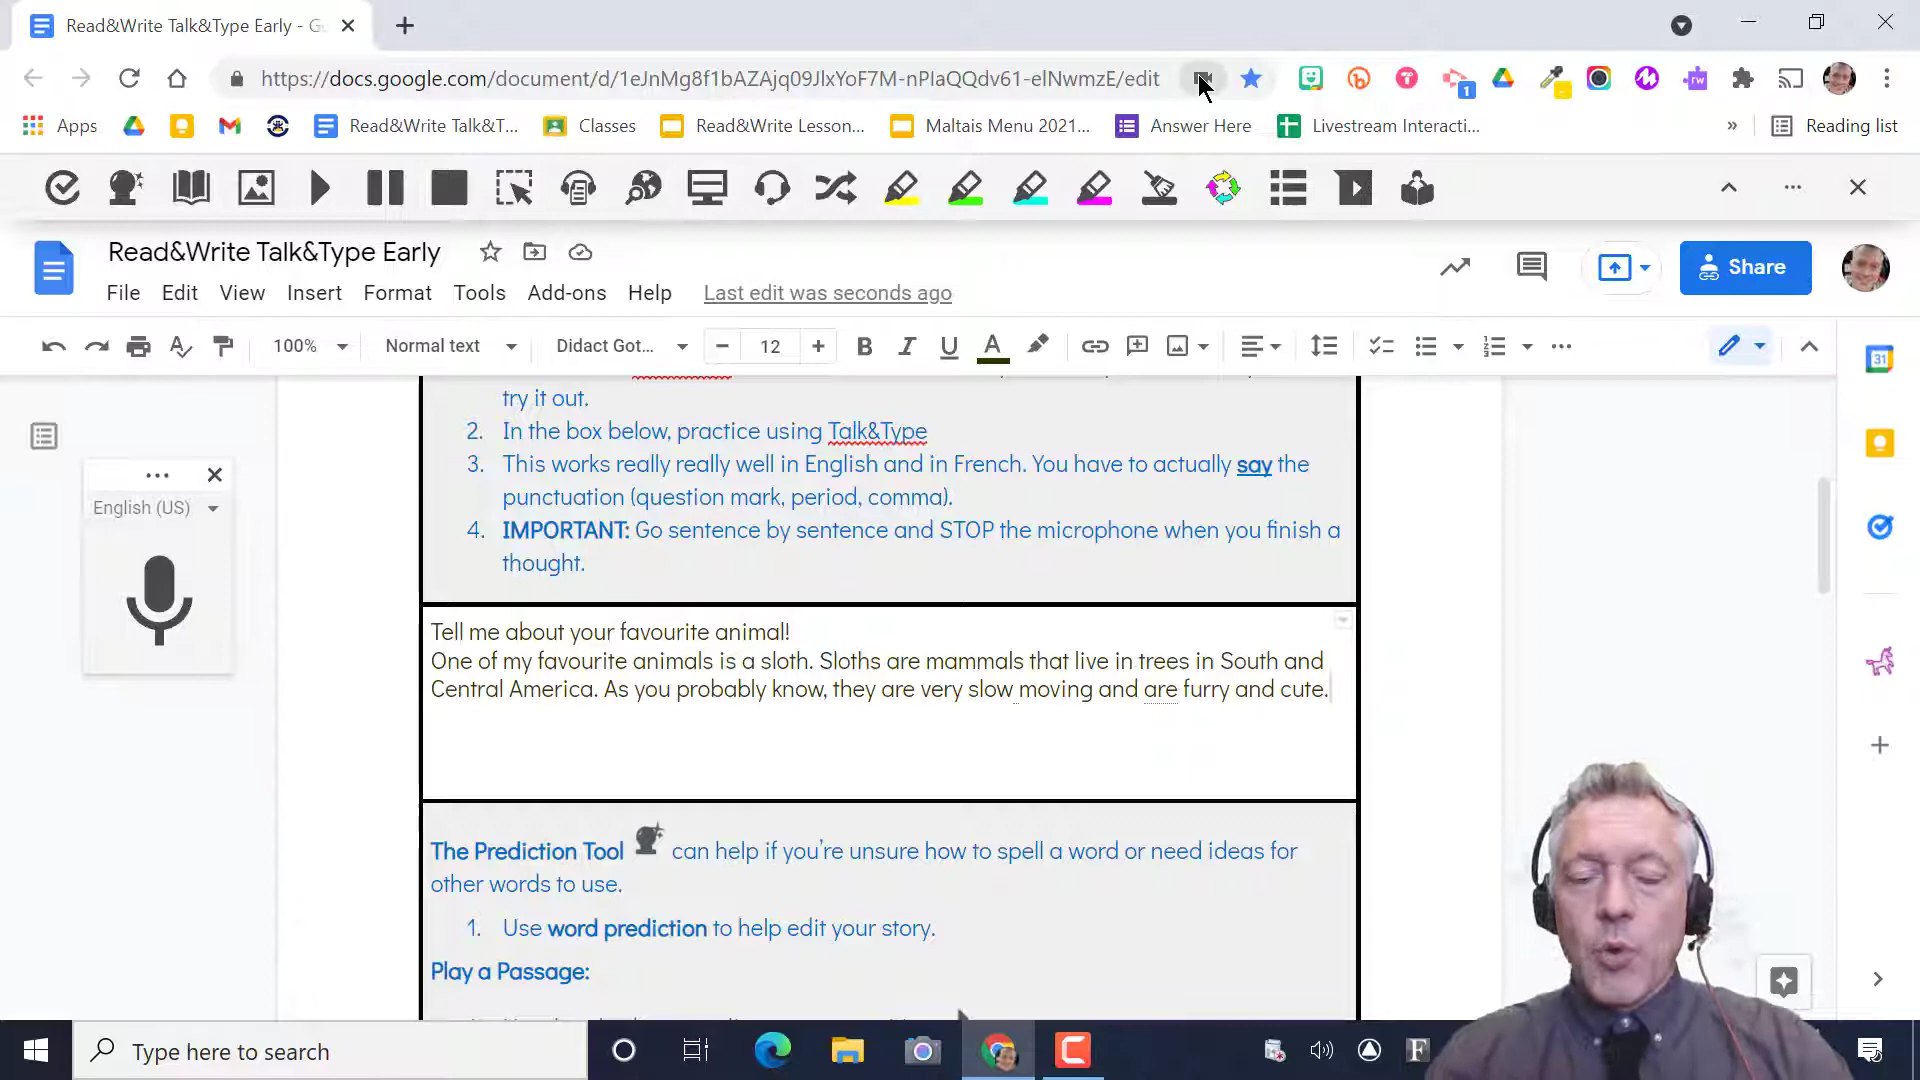 Read&Write Talk&Type Early - G
https://docs.google.com/document/d/1eJnMg8f1bAZAjq09JlxYoF7M-nPIaQQdv61-elNwmzE/edit
1
rw
Apps
Read&Write Talk&T...
Classes
Read&Write Lesson...
Maltais Menu 2021...
Answer Here
Livestream Interacti...
»
Reading list
Read&Write Talk&Type Early
Share
File Edit View Insert Format Tools Add-ons Help Last edit was seconds ago
100% Normal text Didact Got... 12 B I U A
31
try it out.
2. In the box below, practice using Talk&Type
3. This works really really well in English and in French. You have to actually say the
punctuation (question mark, period, comma).
4. IMPORTANT: Go sentence by sentence and STOP the microphone when you finish a
thought.
English (US)
Tell me about your favourite animal!
One of my favourite animals is a sloth. Sloths are mammals that live in trees in South and
Central America. As you probably know, they are very slow moving and are furry and cute.
The Prediction Tool can help if you're unsure how to spell a word or need ideas for
other words to use.
1. Use word prediction to help edit your story.
Play a Passage:
Type here to search